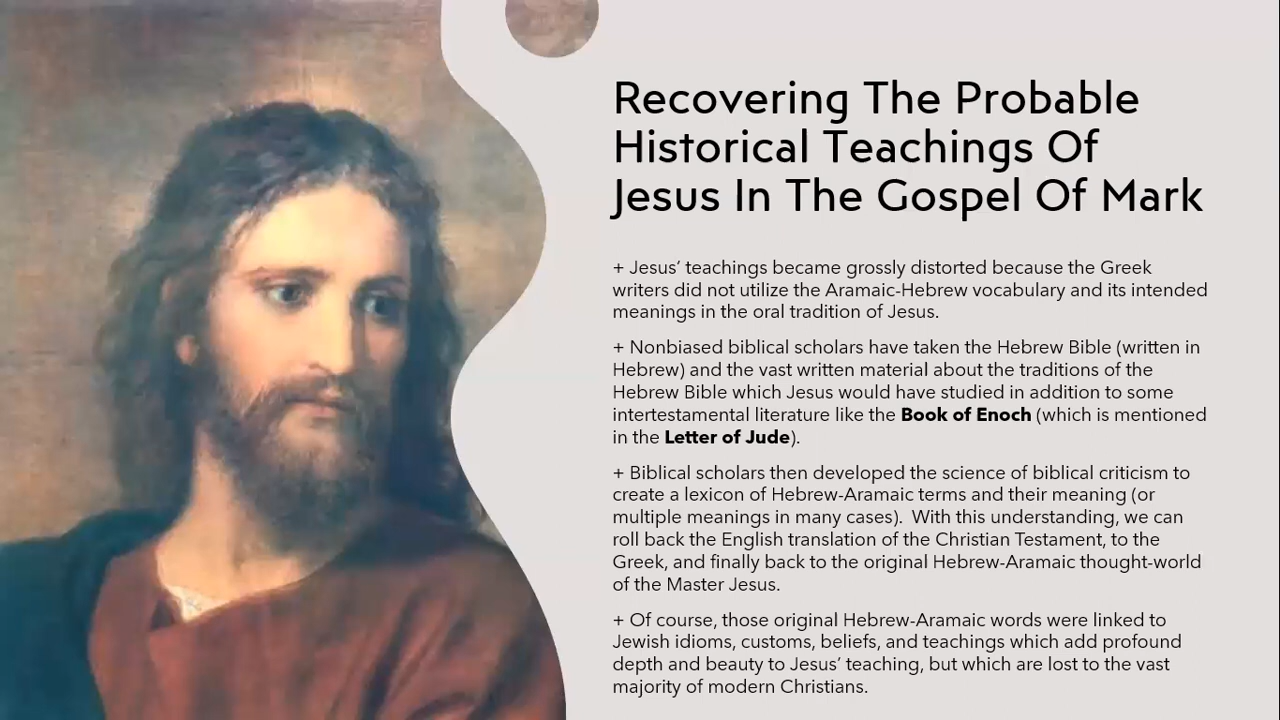 Recovering The Probable
Historical Teachings Of
Jesus In The Gospel Of Mark
+ Jesus’ teachings became grossly distorted because the Greek
writers did not utilize the Aramaic-Hebrew vocabulary and its intended
meanings in the oral tradition of Jesus.
+ Nonbiased biblical scholars have taken the Hebrew Bible (written in
Hebrew) and the vast written material about the traditions of the
Hebrew Bible which Jesus would have studied in addition to some
intertestamental literature like the Book of Enoch (which is mentioned
in the Letter of Jude).
+ Biblical scholars then developed the science of biblical criticism to
create a lexicon of Hebrew-Aramaic terms and their meaning (or
multiple meanings in many cases).  With this understanding, we can
roll back the English translation of the Christian Testament, to the
Greek, and finally back to the original Hebrew-Aramaic thought-world
of the Master Jesus.
+ Of course, those original Hebrew-Aramaic words were linked to
Jewish idioms, customs, beliefs, and teachings which add profound
depth and beauty to Jesus’ teaching, but which are lost to the vast
majority of modern Christians.